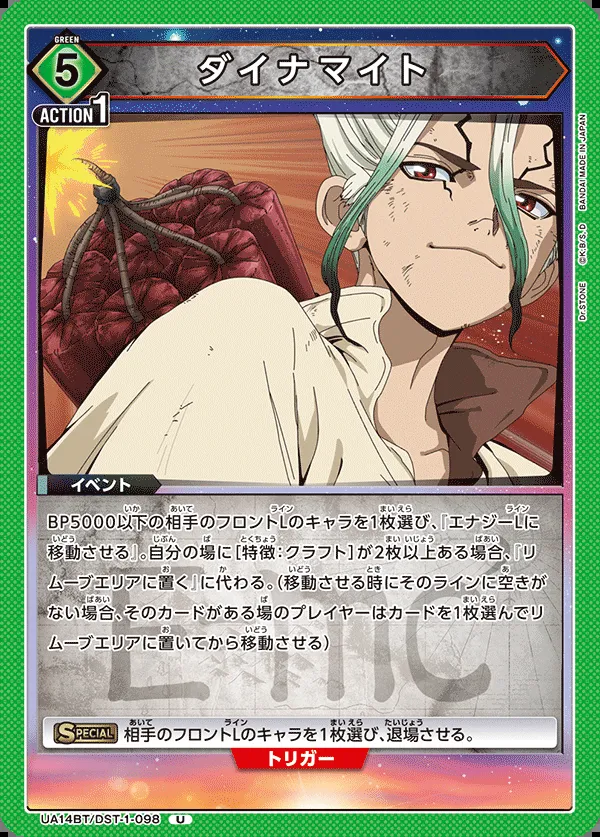 GREEN
5
ダイナマイト
ACTION 1
Dr.STONE ©K/B/S,D BANDAI MADE IN JAPAN
イベント
BP5000以下の相手のフロントLのキャラを1枚選び、『エナジーLに
移動させる』。自分の場に[特徴:クラフト]が2枚以上ある場合、『リ
ムーブエリアに置く』に代わる。(移動させる時にそのラインに空きが
ない場合、そのカードがある場のプレイヤーはカードを1枚選んでリ
ムーブエリアに置いてから移動させる)
E=mc
SPECIAL 相手のフロントLのキャラを1枚選び、退場させる。
トリガー
UA14BT/DST-1-098 U